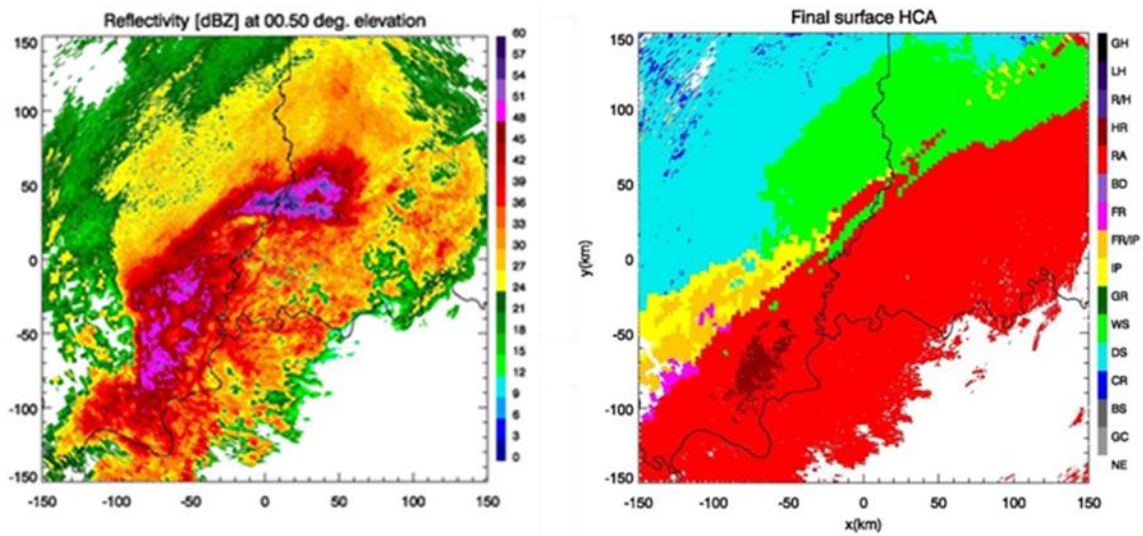 Reflectivity [dBZ] at 00.50 deg. elevation
150
100
50
0
-50
-100
-150
-150 -100 -50 0 50 100 150
60
57
54
51
48
45
42
39
36
33
30
27
24
21
18
15
12
9
6
3
0
Final surface HCA
y(km)
150
100
50
0
-50
-100
-150
-150 -100 -50 0 50 100 150
x(km)
GH
LH
R/H
HR
RA
BD
FR
FR/IP
IP
GR
WS
DS
CR
BS
GC
NE